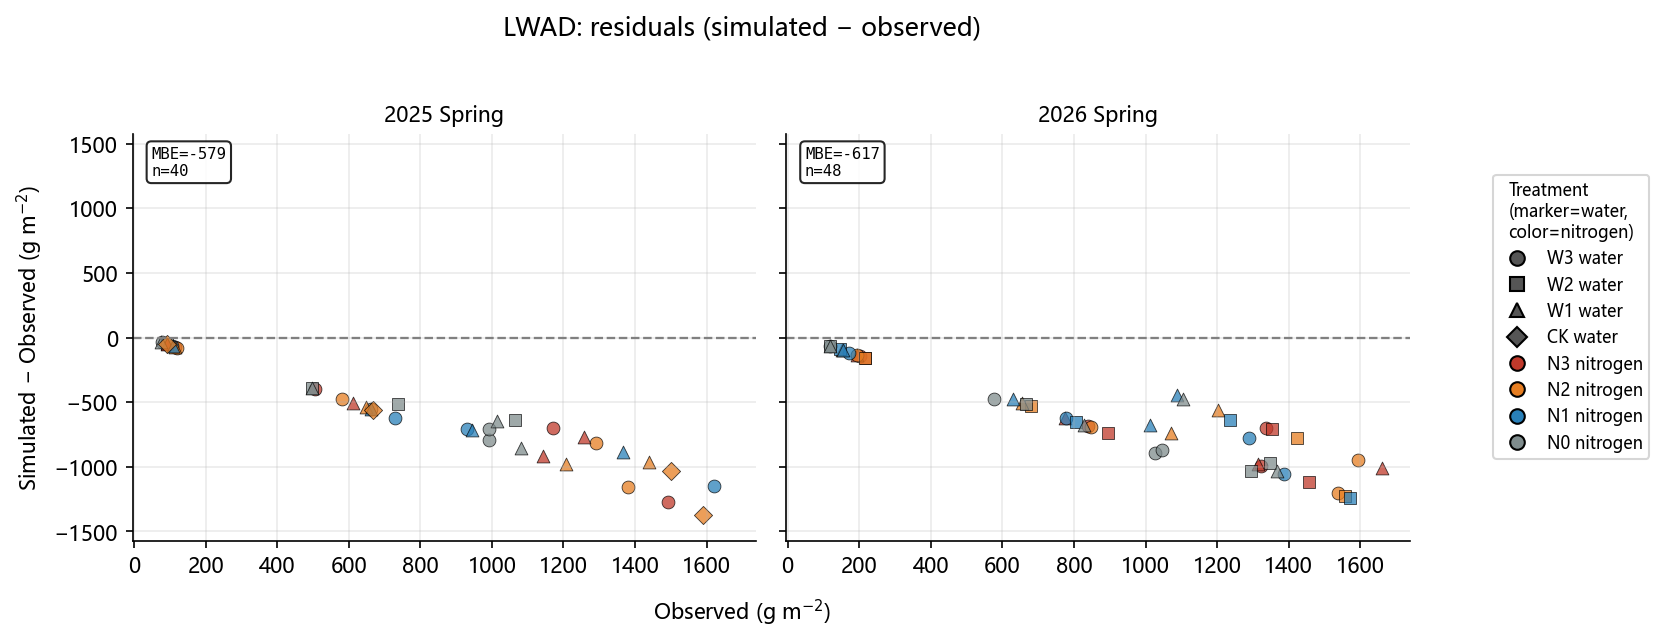 LWAD: residuals (simulated − observed)
2025 Spring
2026 Spring
MBE=-579
n=40
MBE=-617
n=48
1500
1000
500
0
−500
−1000
−1500
Simulated − Observed (g m⁻²)
0 200 400 600 800 1000 1200 1400 1600
0 200 400 600 800 1000 1200 1400 1600
Observed (g m⁻²)
Treatment
(marker=water,
color=nitrogen)
W3 water
W2 water
W1 water
CK water
N3 nitrogen
N2 nitrogen
N1 nitrogen
N0 nitrogen